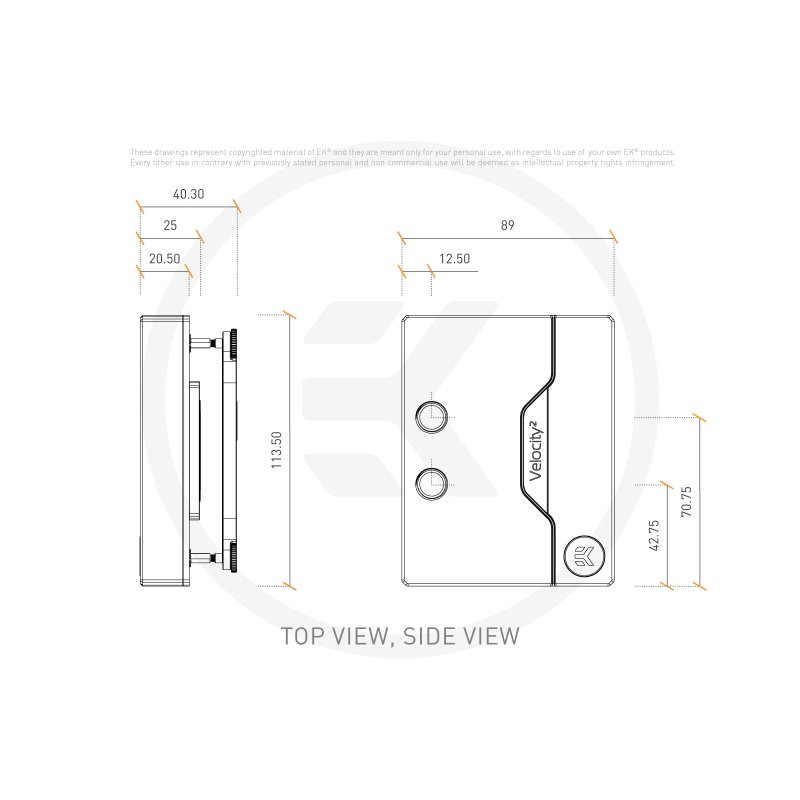 These drawings represent copyrighted material of EK® and they are meant only for your personal use, with regards to use of your own EK® products.
Every other use in contrary with previously stated personal and non commercial use will be deemed as intellectual property rights infringement.
40.30
25
20.50
89
12.50
113.50
Velocity²
42.75
70.75
EK
TOP VIEW, SIDE VIEW